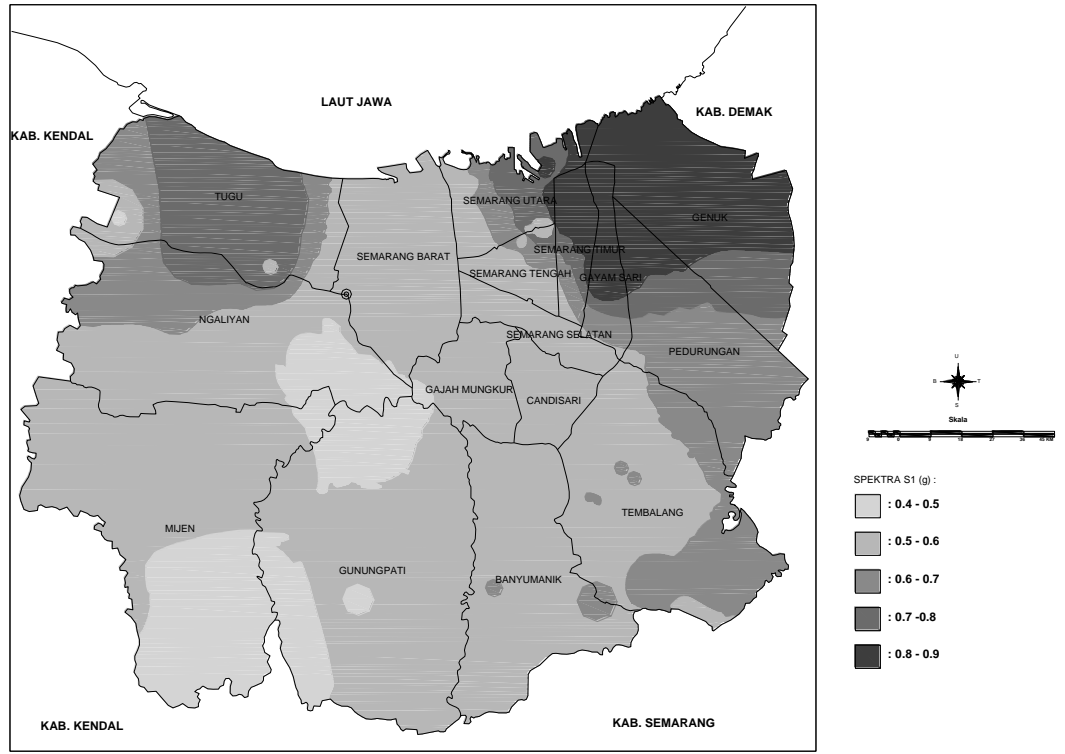 LAUT JAWA
KAB. DEMAK
KAB. KENDAL
TUGU
SEMARANG UTARA
GENUK
SEMARANG BARAT
SEMARANG TIMUR
SEMARANG TENGAH
GAYAM SARI
NGALIYAN
SEMARANG SELATAN
PEDURUNGAN
GAJAH MUNGKUR
CANDISARI
TEMBALANG
MIJEN
GUNUNGPATI
BANYUMANIK
KAB. KENDAL
KAB. SEMARANG
U
B T
S
Skala
SPEKTRA S1 (g) :
: 0.4 - 0.5
: 0.5 - 0.6
: 0.6 - 0.7
: 0.7 -0.8
: 0.8 - 0.9